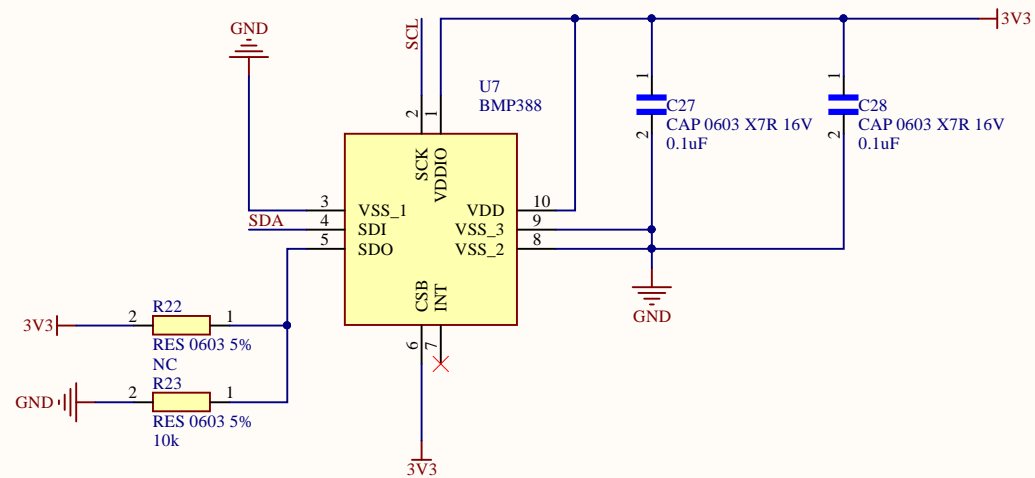 GND
SCL
3V3
U7
BMP388
2
1
1
C27
CAP 0603 X7R 16V
0.1uF
2
1
C28
CAP 0603 X7R 16V
0.1uF
2
SCK
VDDIO
3
VSS_1
SDA
4
SDI
5
SDO
VDD
10
VSS_3
9
VSS_2
8
CSB
INT
6
7
GND
3V3
2
R22
1
RES 0603 5%
NC
GND
2
R23
1
RES 0603 5%
10k
3V3